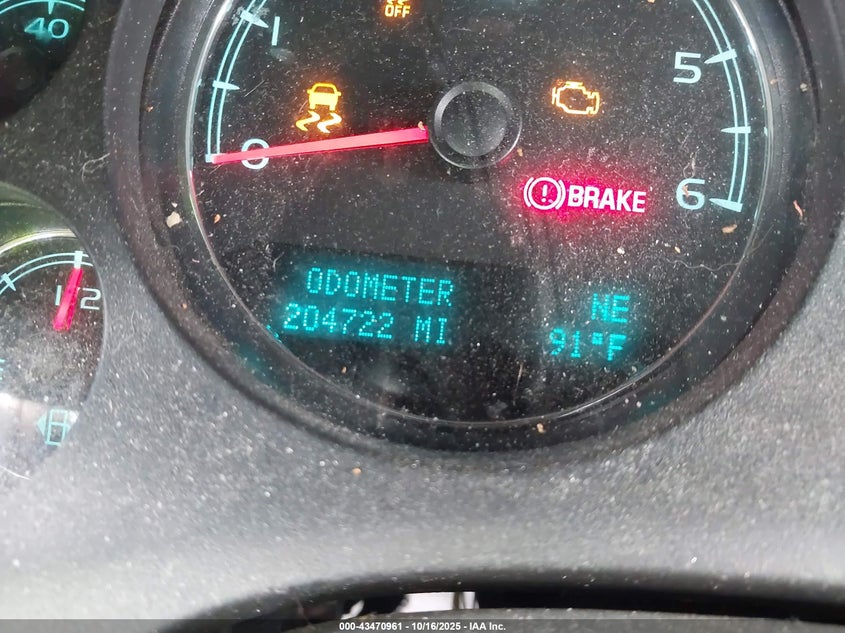 40
1
OFF
5
0
6
BRAKE
1/2
ODOMETER
204722 MI
NE
91°F
000-43470961 - 10/16/2025 - IAA Inc.